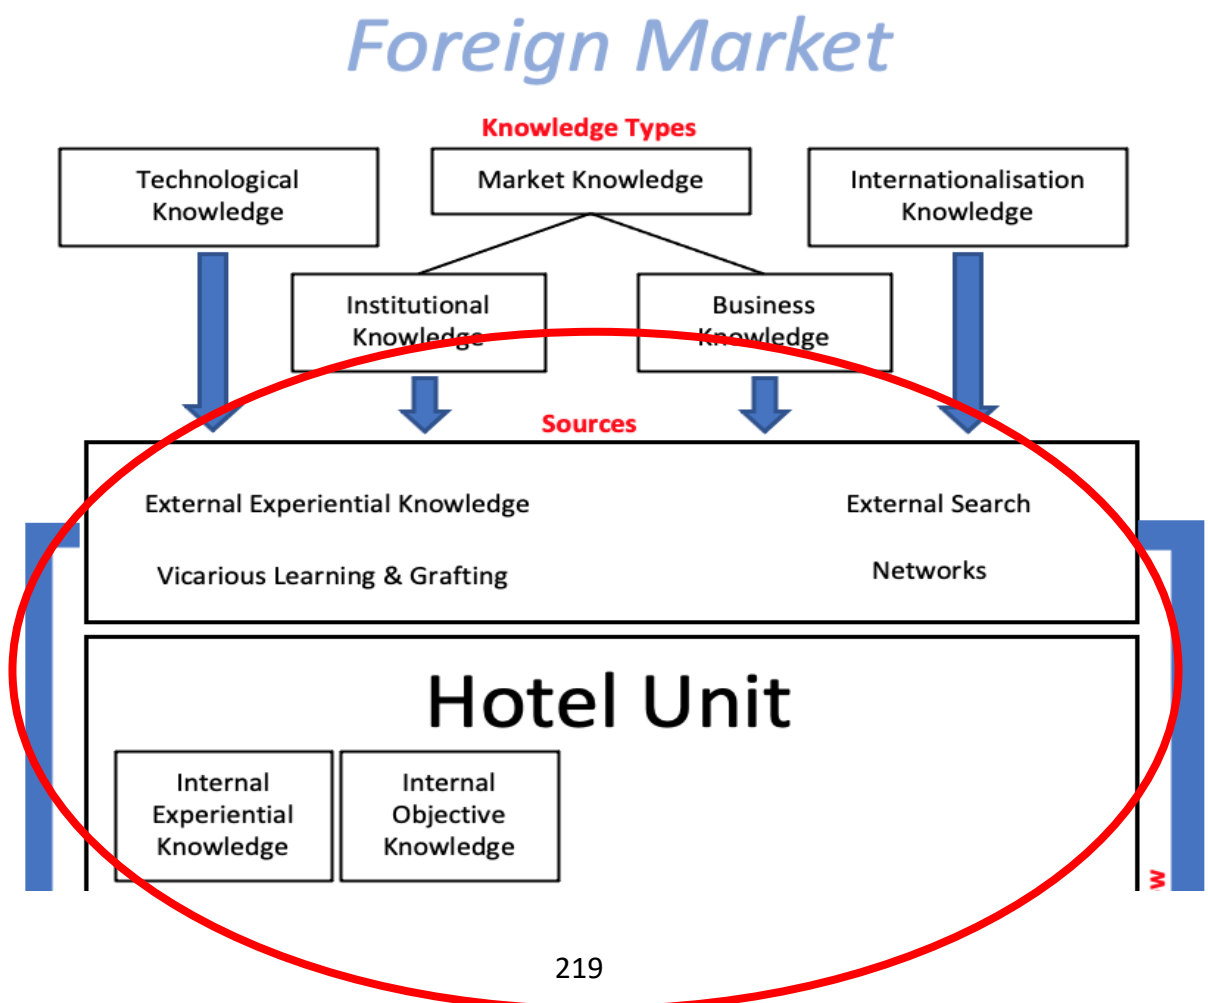 Foreign Market
Knowledge Types
Technological
Knowledge
Market Knowledge
Internationalisation
Knowledge
Institutional
Knowledge
Business
Knowledge
Sources
External Experiential Knowledge
External Search
Vicarious Learning & Grafting
Networks
Hotel Unit
Internal
Experiential
Knowledge
Internal
Objective
Knowledge
219